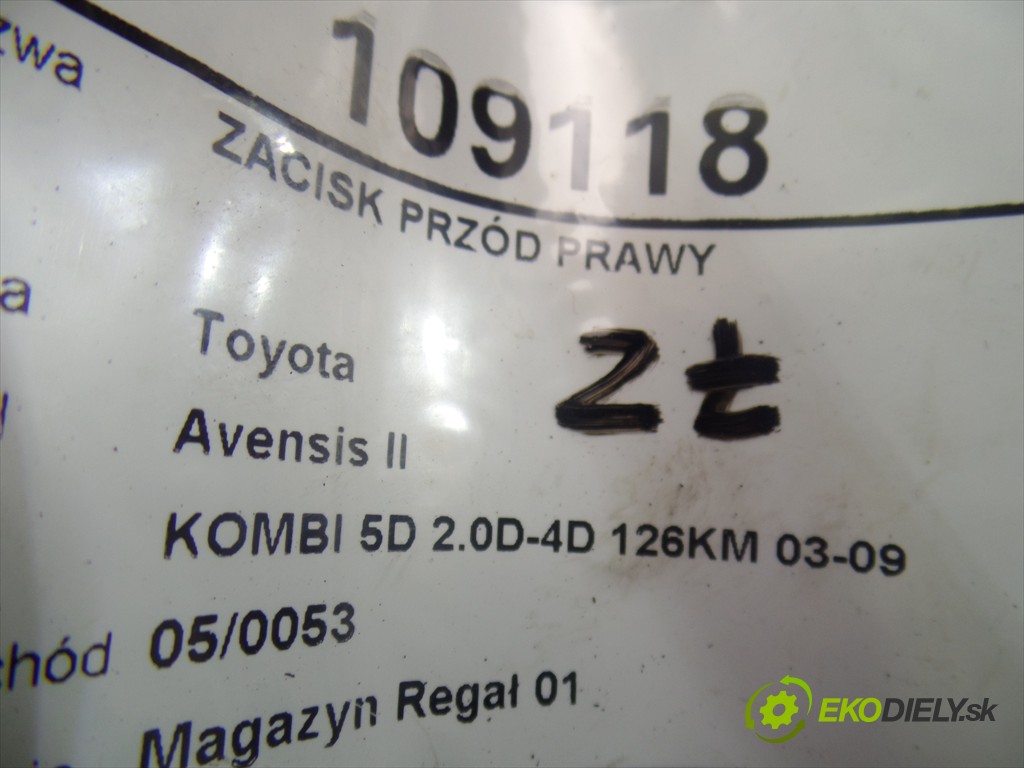 109118
zwa ZACISK PRZÓD PRAWY
a Toyota
Avensis II
zł
KOMBI 5D 2.0D-4D 126KM 03-09
chód 05/0053
Magazyn Regał 01
EKODIELY.sk